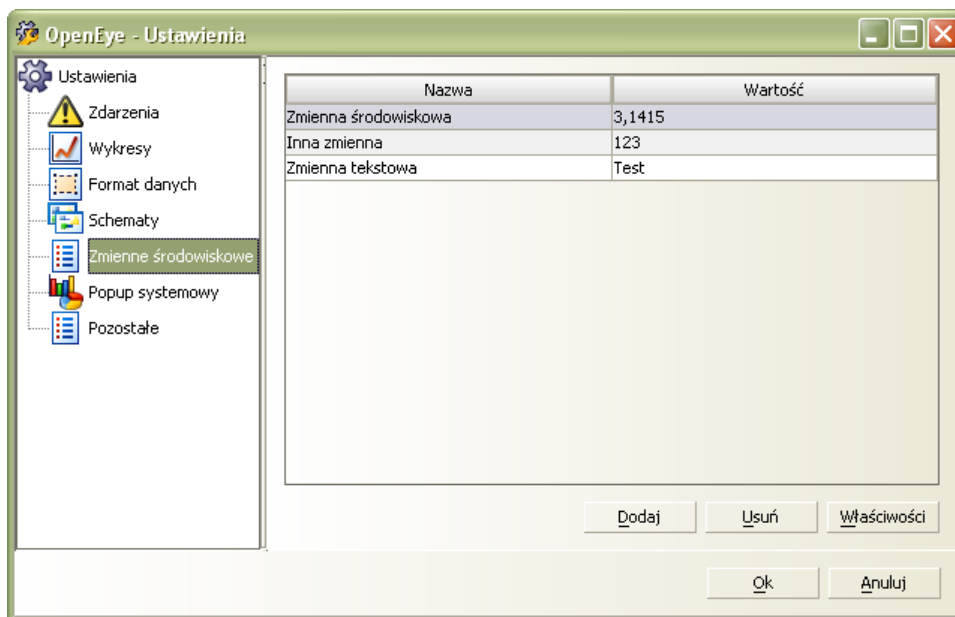 OpenEye - Ustawienia
Ustawienia
Zdarzenia
Wykresy
Format danych
Schematy
Zmienne środowiskowe
Popup systemowy
Pozostałe
Nazwa Wartość
Zmienna środowiskowa 3,1415
Inna zmienna 123
Zmienna tekstowa Test
Dodaj Usuń Właściwości
Ok Anuluj